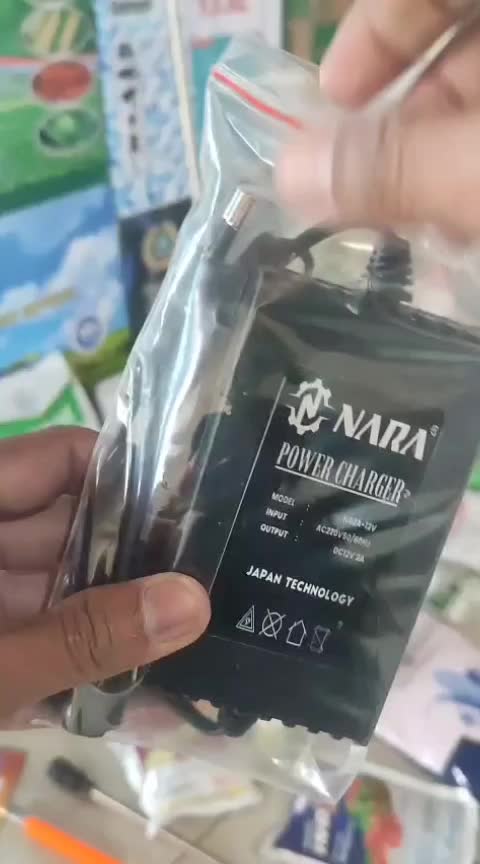 NARA
POWER CHARGER
MODEL :
INPUT : AC220V50/60Hz
OUTPUT : DC12V 2A
JAPAN TECHNOLOGY